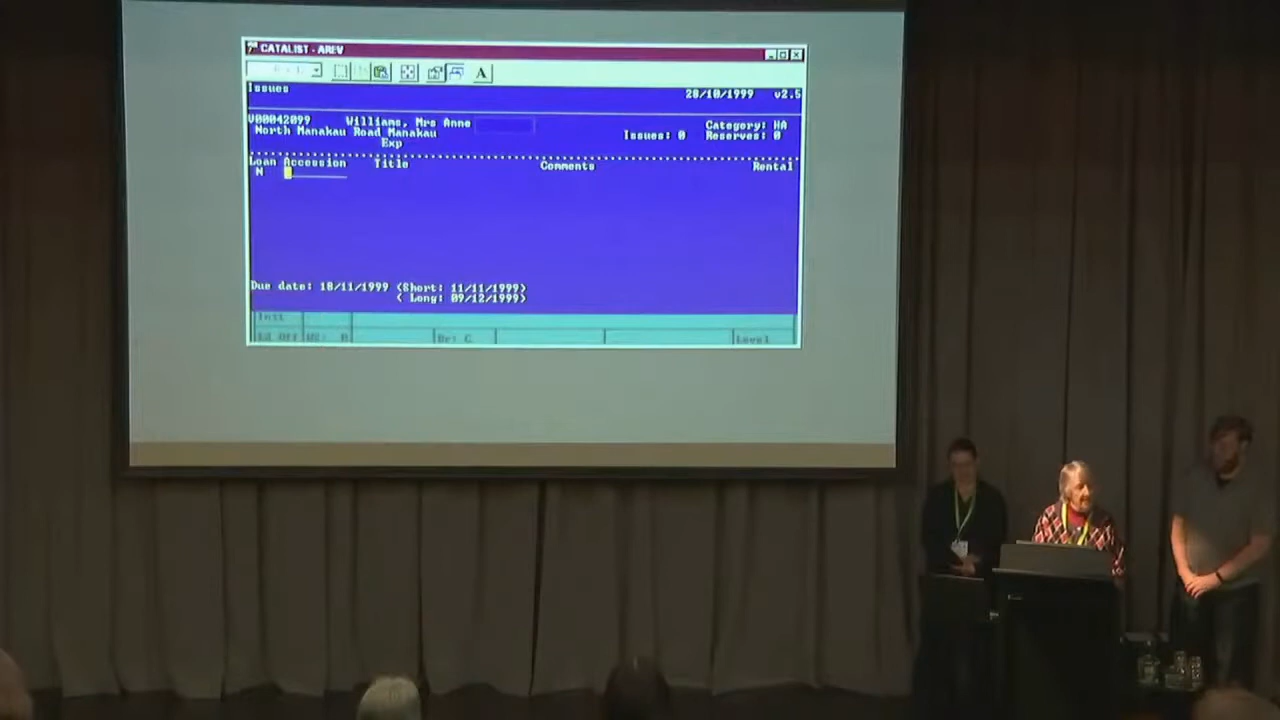 CATALIST - AREV
A
Issues
28/10/1999 v2.5
V00042099 Williams, Mrs Anne Category: HA
North Manakau Road Manakau Issues: 0 Reserves: 0
Exp
Loan Accession Title Comments Rental
N
Due date: 18/11/1999 (Short: 11/11/1999)
( Long: 09/12/1999)
Level